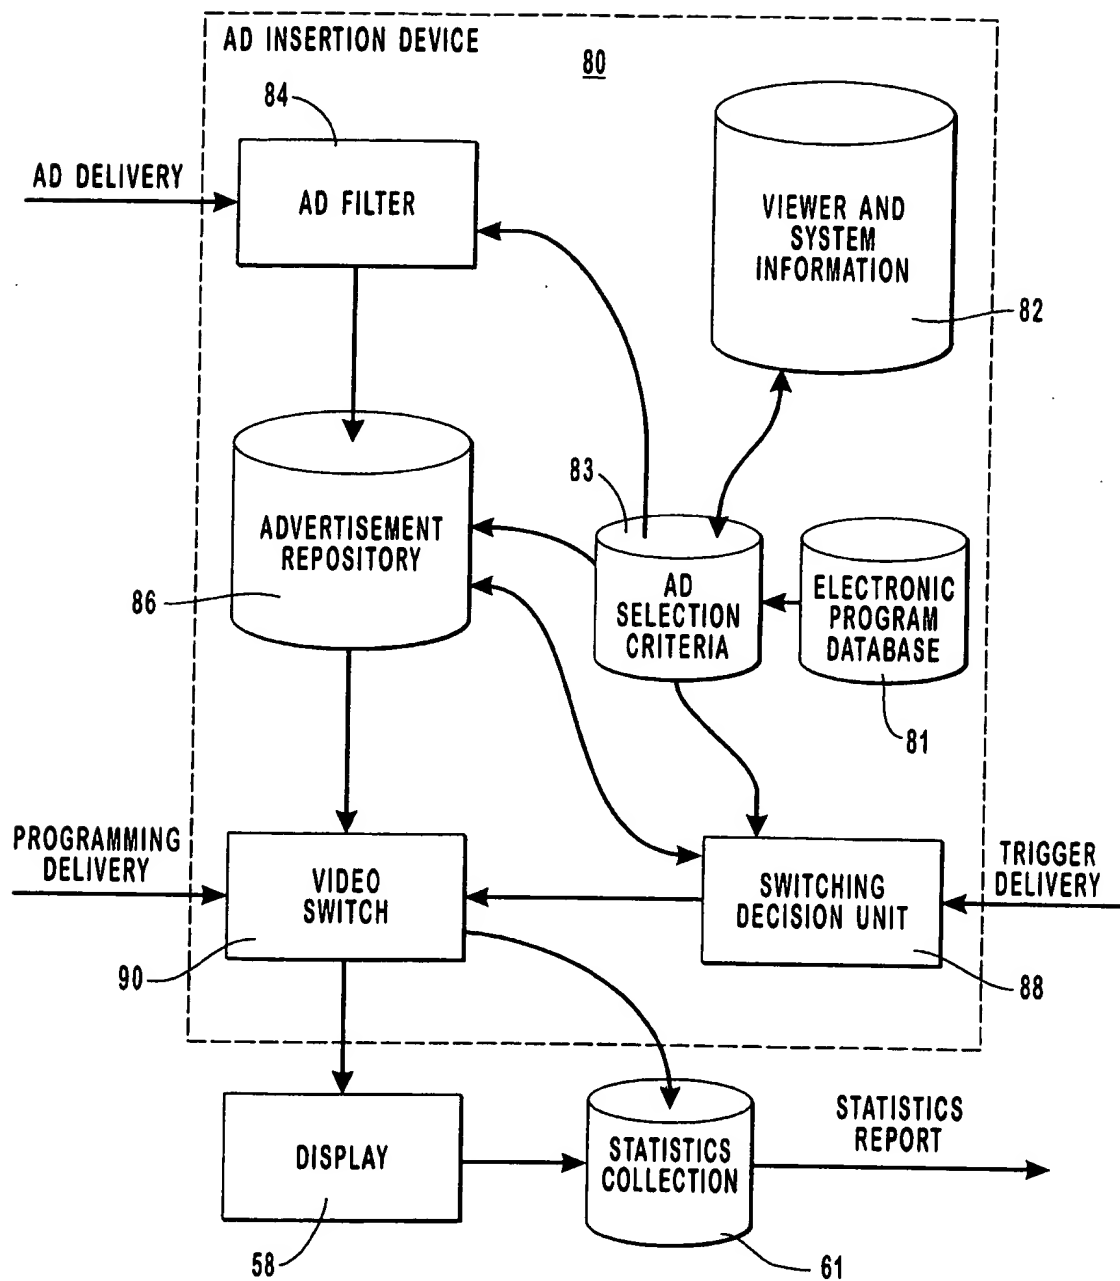 AD INSERTION DEVICE
80
84
AD DELIVERY
AD FILTER
VIEWER AND
SYSTEM
INFORMATION
82
83
ADVERTISEMENT
REPOSITORY
86
AD
SELECTION
CRITERIA
ELECTRONIC
PROGRAM
DATABASE
81
PROGRAMMING
DELIVERY
VIDEO
SWITCH
90
SWITCHING
DECISION UNIT
88
TRIGGER
DELIVERY
DISPLAY
58
STATISTICS
COLLECTION
61
STATISTICS
REPORT